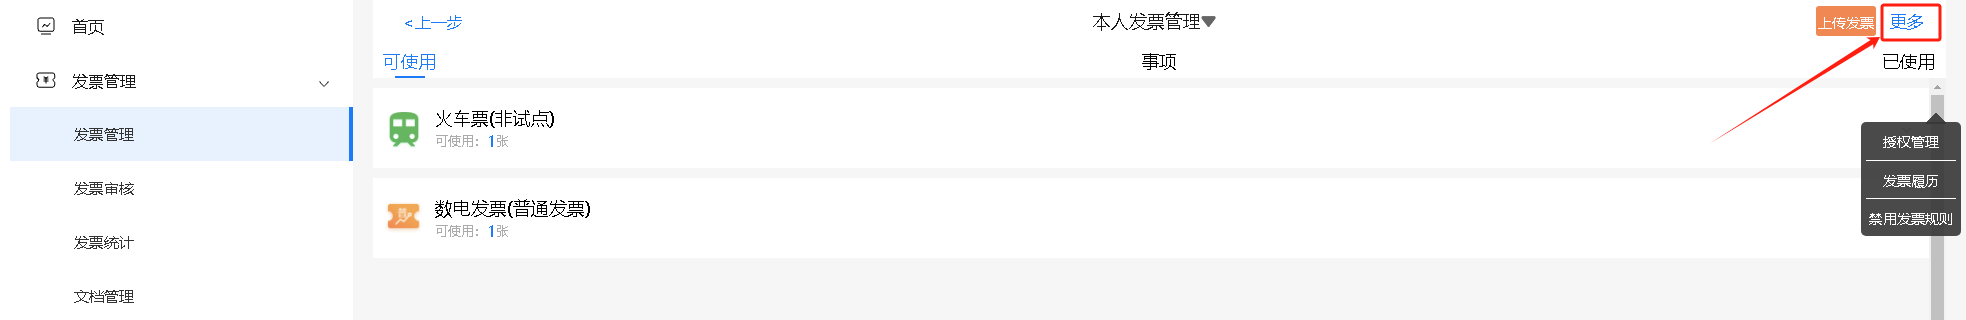 首页
发票管理
发票管理
发票审核
发票统计
文档管理
<上一步
本人发票管理
上传发票
更多
可使用
事项
已使用
火车票(非试点)
可使用：1张
数电发票(普通发票)
可使用：1张
授权管理
发票履历
禁用发票规则